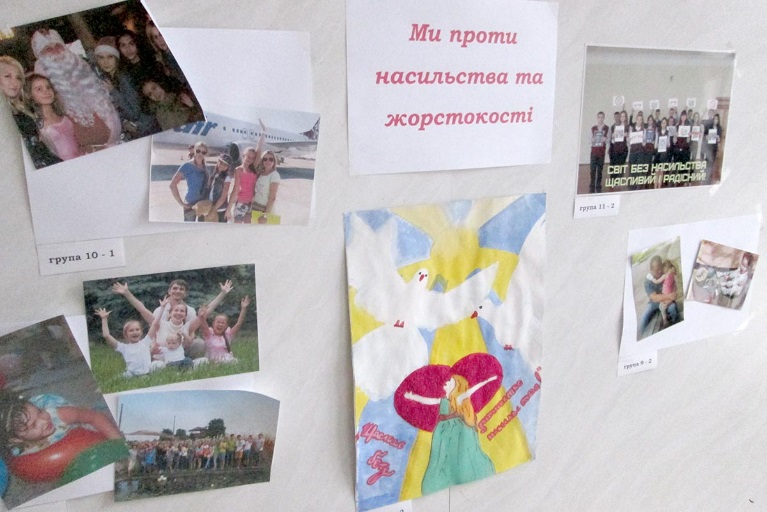 Ми проти
насильства та
жорстокості
СВІТ БЕЗ НАСИЛЬСТВА
ЩАСЛИВИЙ І РАДІСНИЙ!
група 11 - 2
група 10 - 1
група 9 - 2